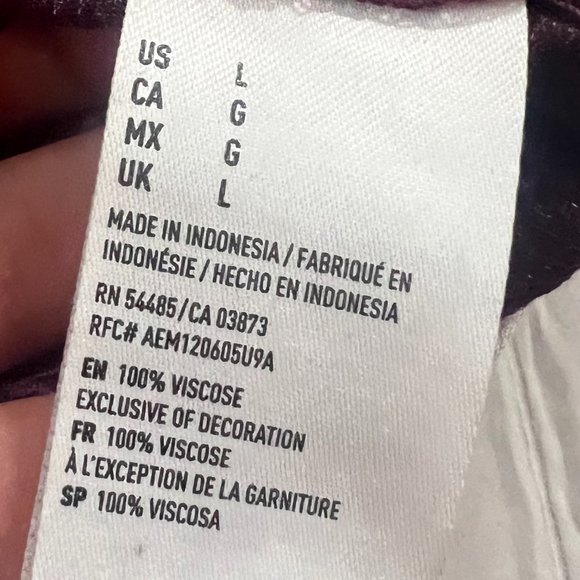 US L
CA G
MX G
UK L
MADE IN INDONESIA / FABRIQUÉ EN
INDONÉSIE / HECHO EN INDONESIA
RN 54485 / CA 03873
RFC# AEM120605U9A
EN 100% VISCOSE
EXCLUSIVE OF DECORATION
FR 100% VISCOSE
À L'EXCEPTION DE LA GARNITURE
SP 100% VISCOSA